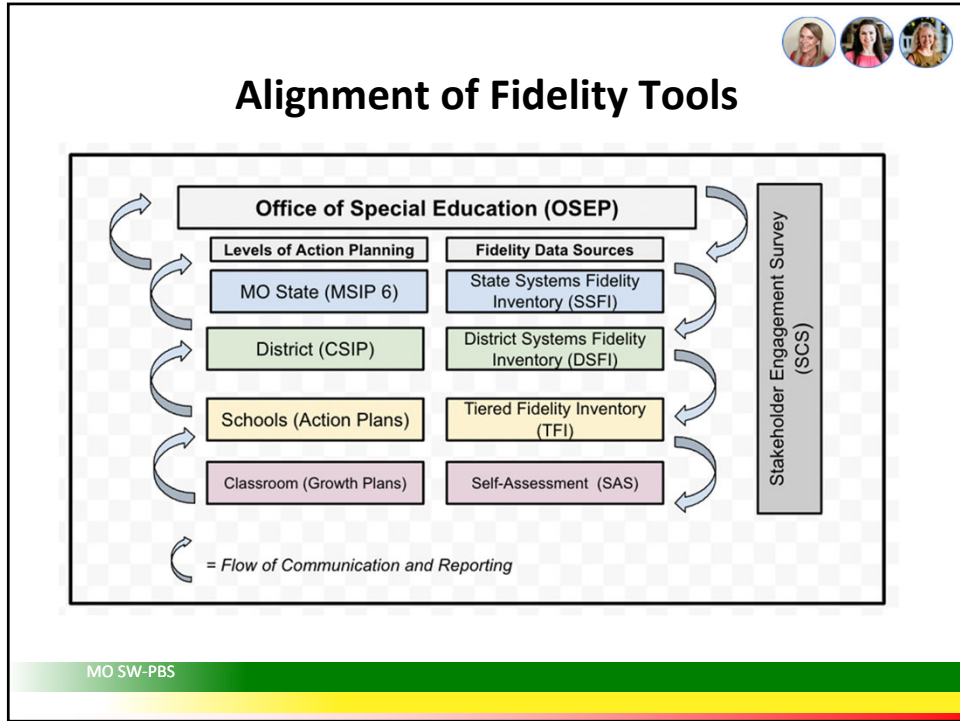 Alignment of Fidelity Tools
Office of Special Education (OSEP)
Levels of Action Planning
Fidelity Data Sources
MO State (MSIP 6)
State Systems Fidelity
Inventory (SSFI)
District (CSIP)
District Systems Fidelity
Inventory (DSFI)
Schools (Action Plans)
Tiered Fidelity Inventory
(TFI)
Classroom (Growth Plans)
Self-Assessment (SAS)
Stakeholder Engagement Survey
(SCS)
= Flow of Communication and Reporting
MO SW-PBS